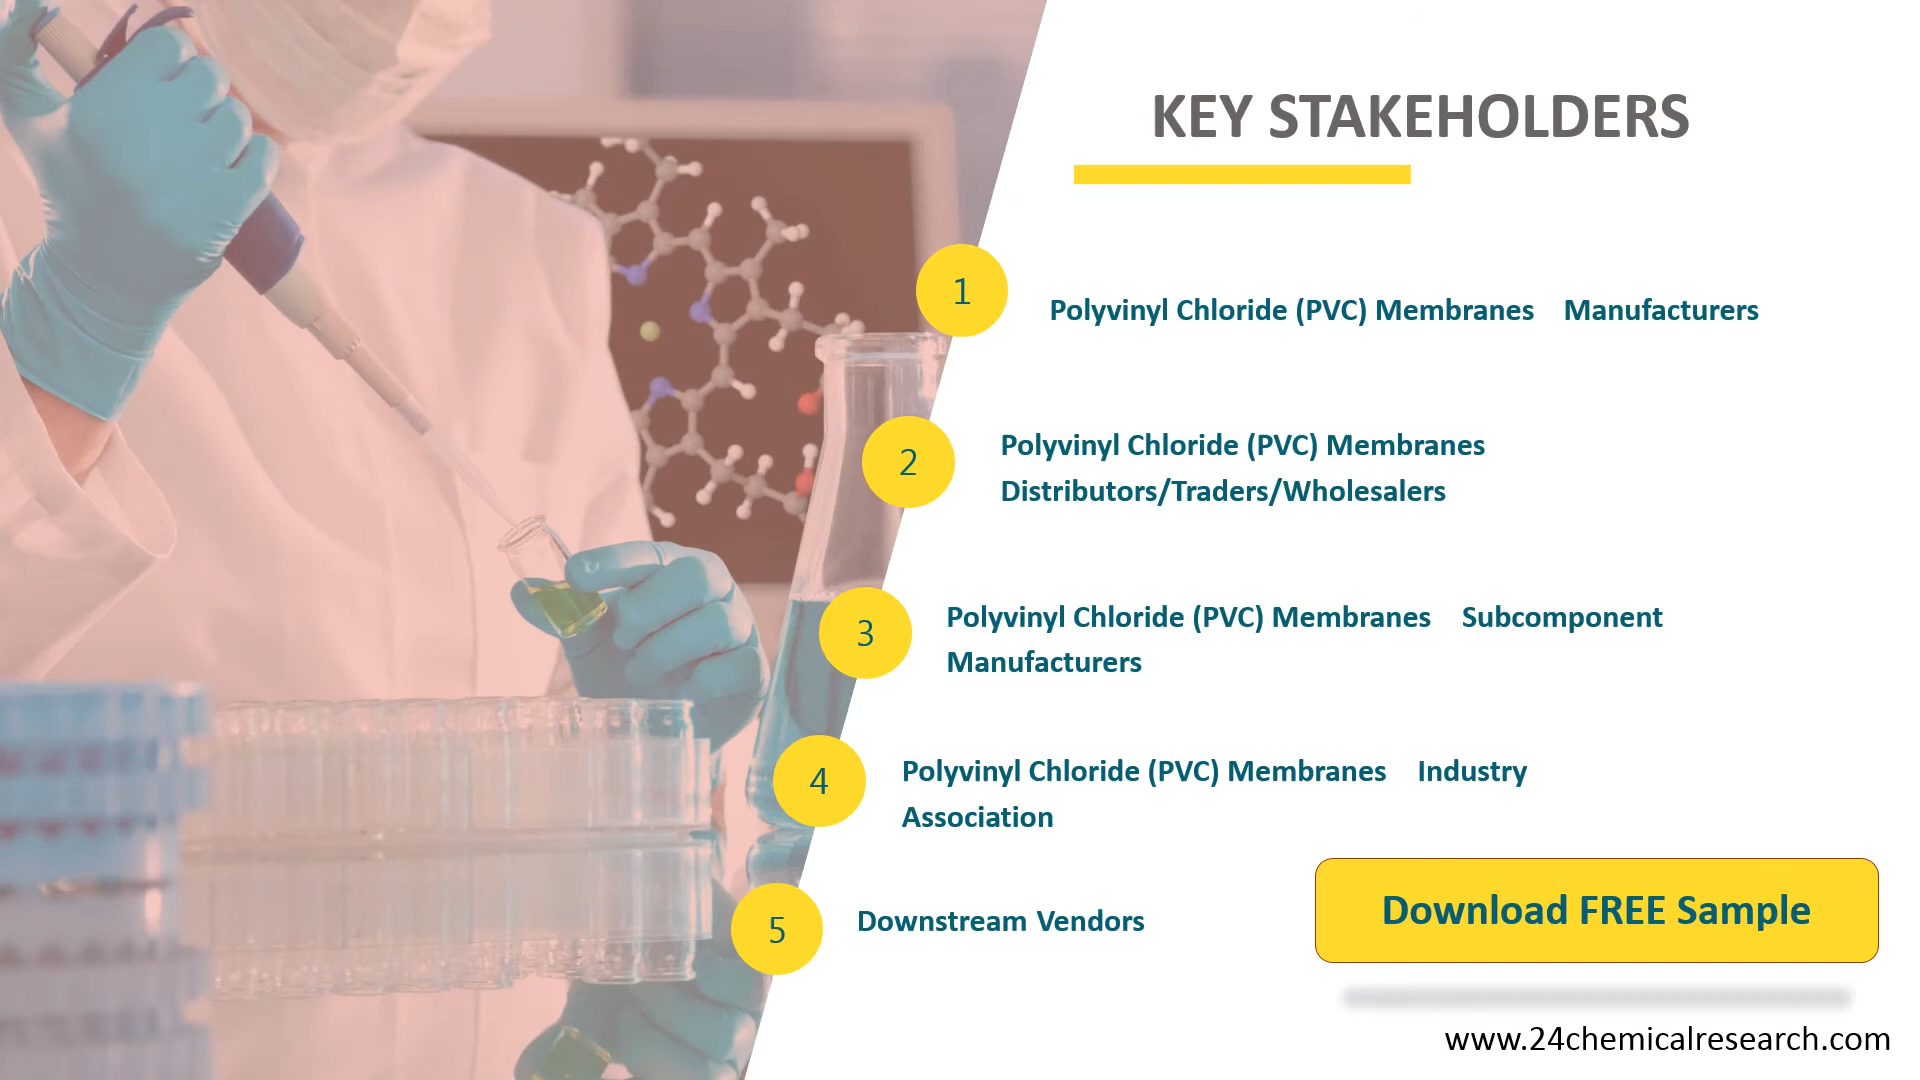 KEY STAKEHOLDERS
1
Polyvinyl Chloride (PVC) Membranes Manufacturers
2
Polyvinyl Chloride (PVC) Membranes
Distributors/Traders/Wholesalers
3
Polyvinyl Chloride (PVC) Membranes Subcomponent
Manufacturers
4
Polyvinyl Chloride (PVC) Membranes Industry
Association
5
Downstream Vendors
Download FREE Sample
www.24chemicalresearch.com